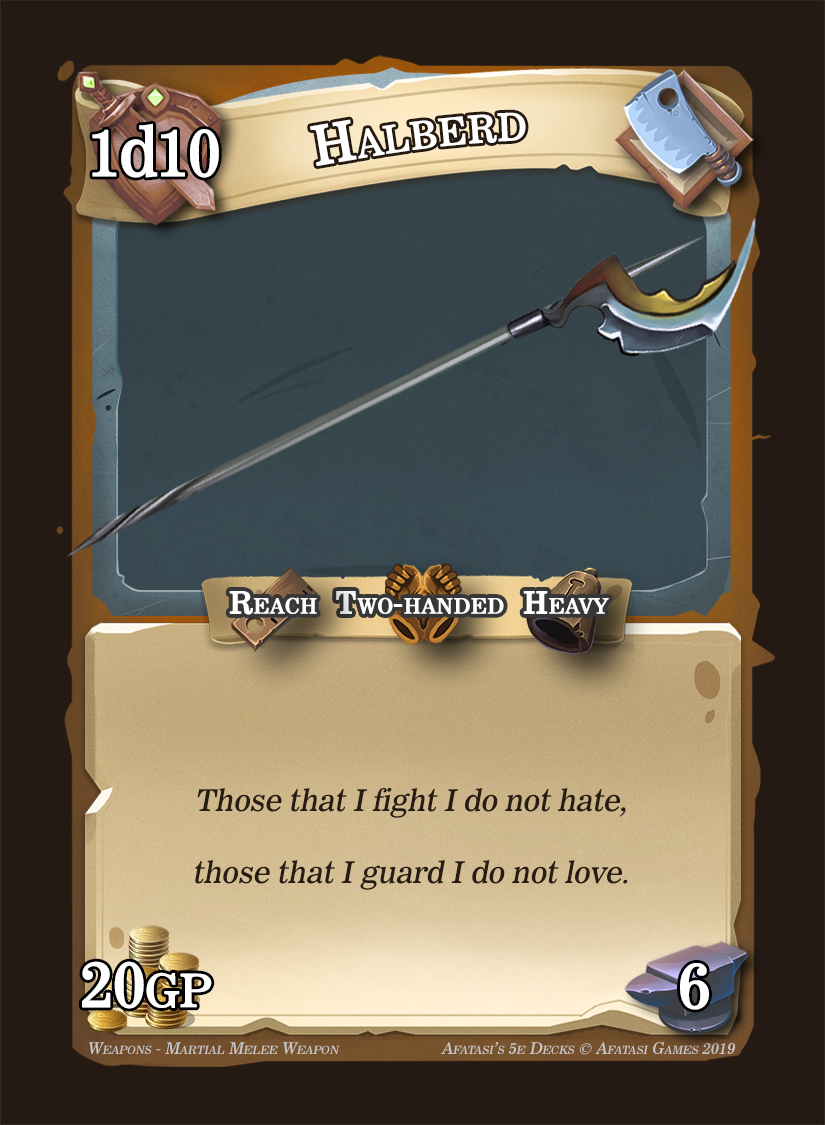 1d10
Halberd
Reach Two-handed Heavy
Those that I fight I do not hate,
those that I guard I do not love.
20GP
6
Weapons - Martial Melee Weapon
Afatasi's 5e Decks © Afatasi Games 2019